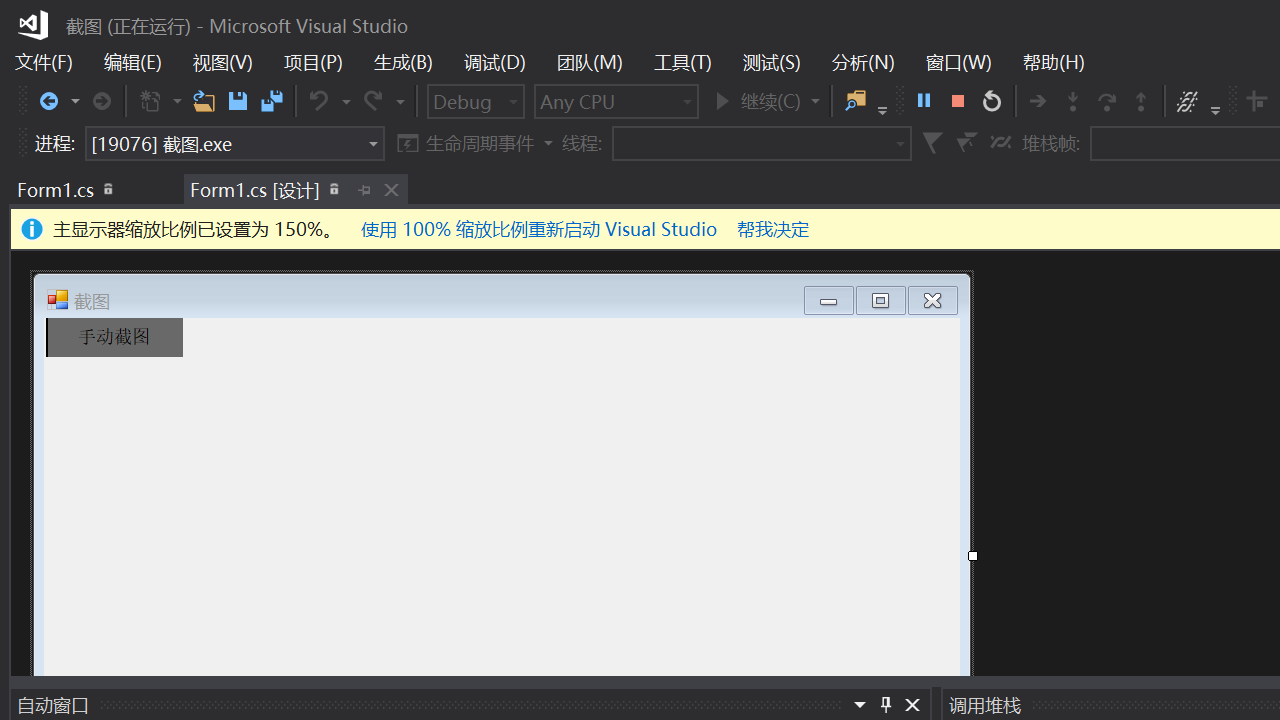 截图 (正在运行) - Microsoft Visual Studio
文件(F) 编辑(E) 视图(V) 项目(P) 生成(B) 调试(D) 团队(M) 工具(T) 测试(S) 分析(N) 窗口(W) 帮助(H)
Debug Any CPU 继续(C)
进程: [19076] 截图.exe 生命周期事件 线程: 堆栈帧:
Form1.cs Form1.cs [设计]
主显示器缩放比例已设置为 150%。 使用 100% 缩放比例重新启动 Visual Studio 帮我决定
截图
手动截图
自动窗口 调用堆栈